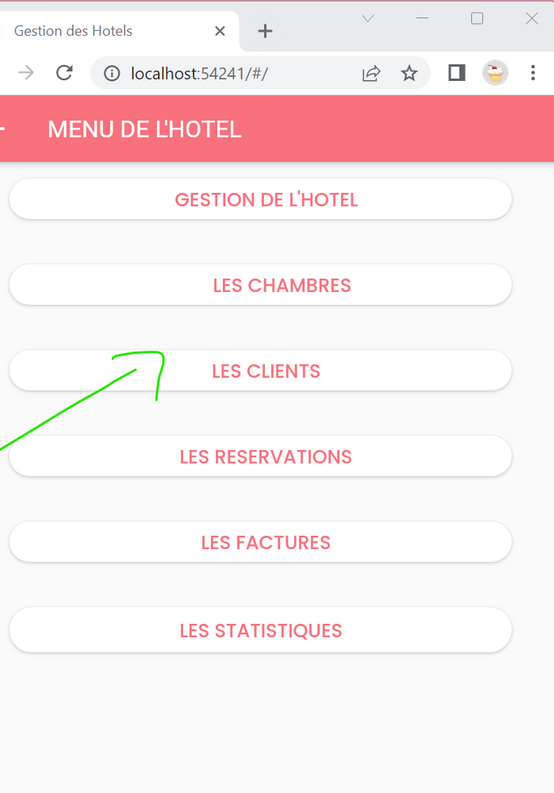 Gestion des Hotels
localhost:54241/#/
MENU DE L'HOTEL
GESTION DE L'HOTEL
LES CHAMBRES
LES CLIENTS
LES RESERVATIONS
LES FACTURES
LES STATISTIQUES